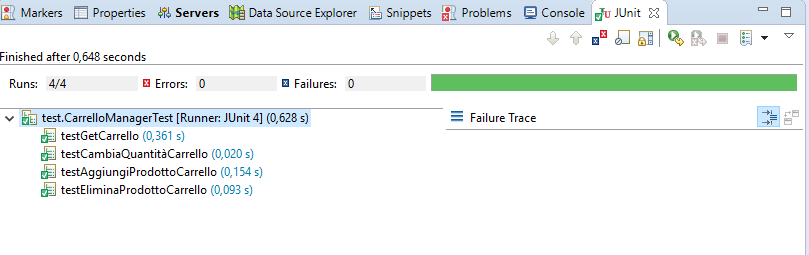 Markers Properties Servers Data Source Explorer Snippets Problems Console JUnit
Finished after 0,648 seconds
Runs: 4/4 Errors: 0 Failures: 0
test.CarrelloManagerTest [Runner: JUnit 4] (0,628 s)
Failure Trace
testGetCarrello (0,361 s)
testCambiaQuantitàCarrello (0,020 s)
testAggiungiProdottoCarrello (0,154 s)
testEliminaProdottoCarrello (0,093 s)